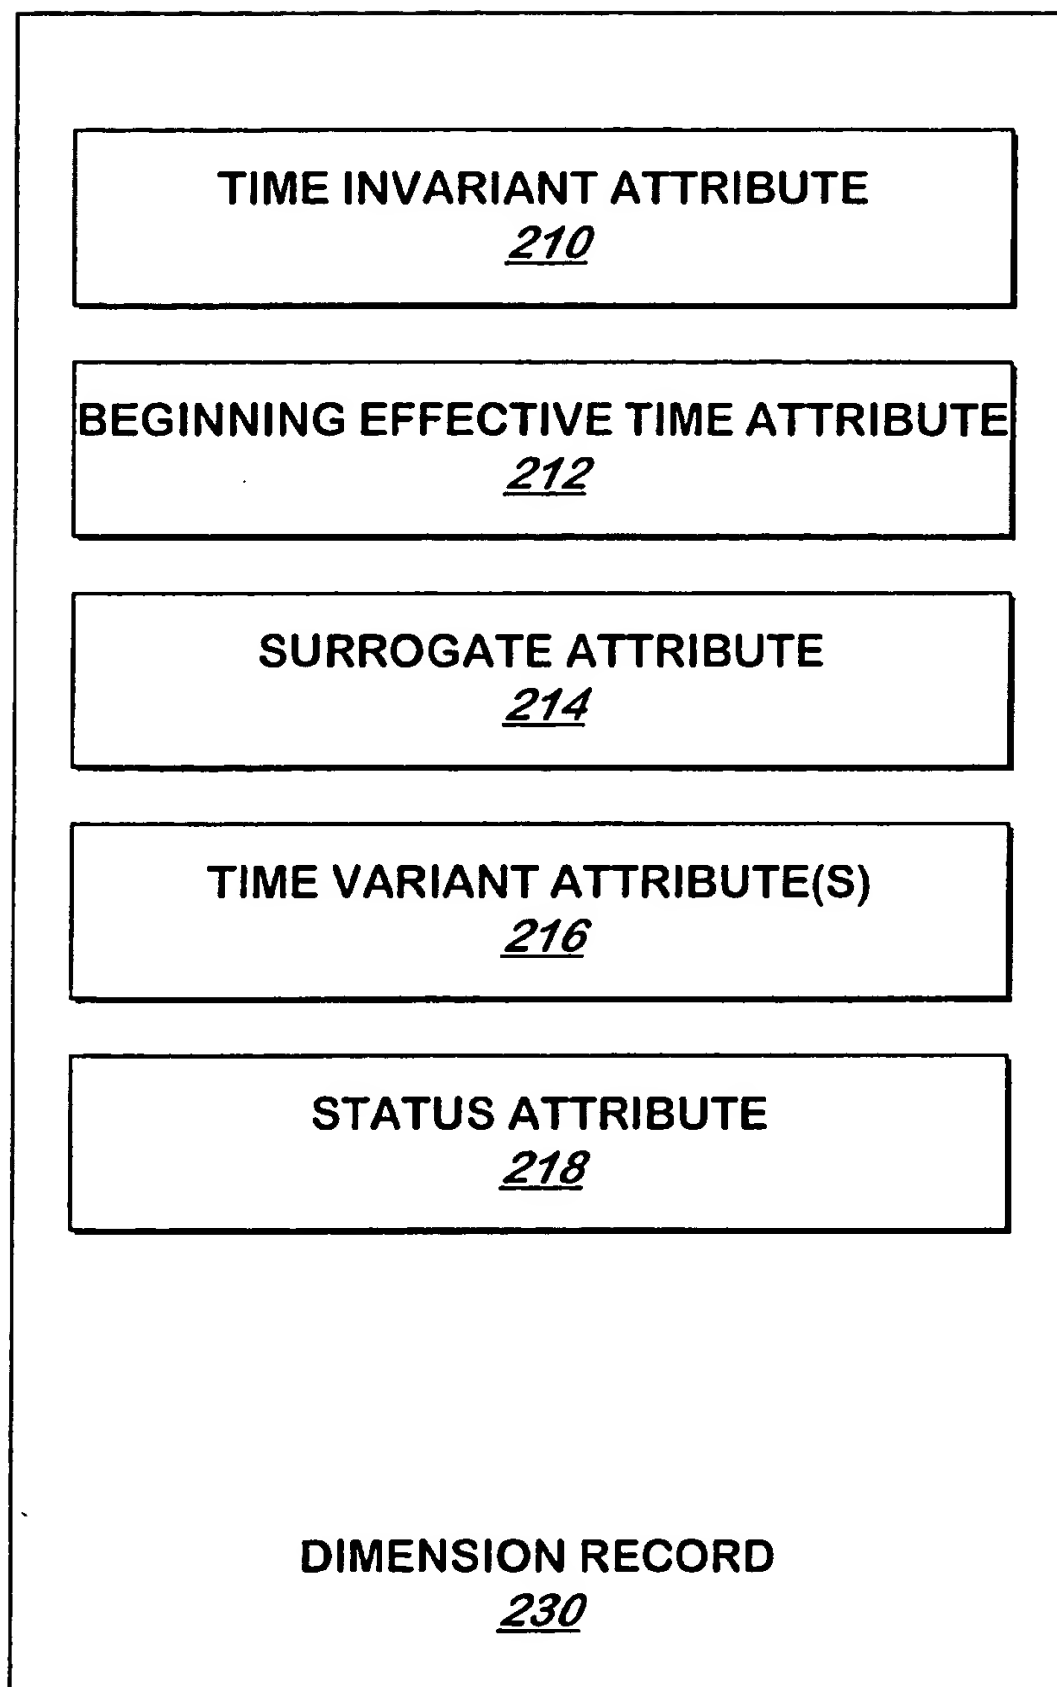 TIME INVARIANT ATTRIBUTE
210
BEGINNING EFFECTIVE TIME ATTRIBUTE
212
SURROGATE ATTRIBUTE
214
TIME VARIANT ATTRIBUTE(S)
216
STATUS ATTRIBUTE
218
DIMENSION RECORD
230